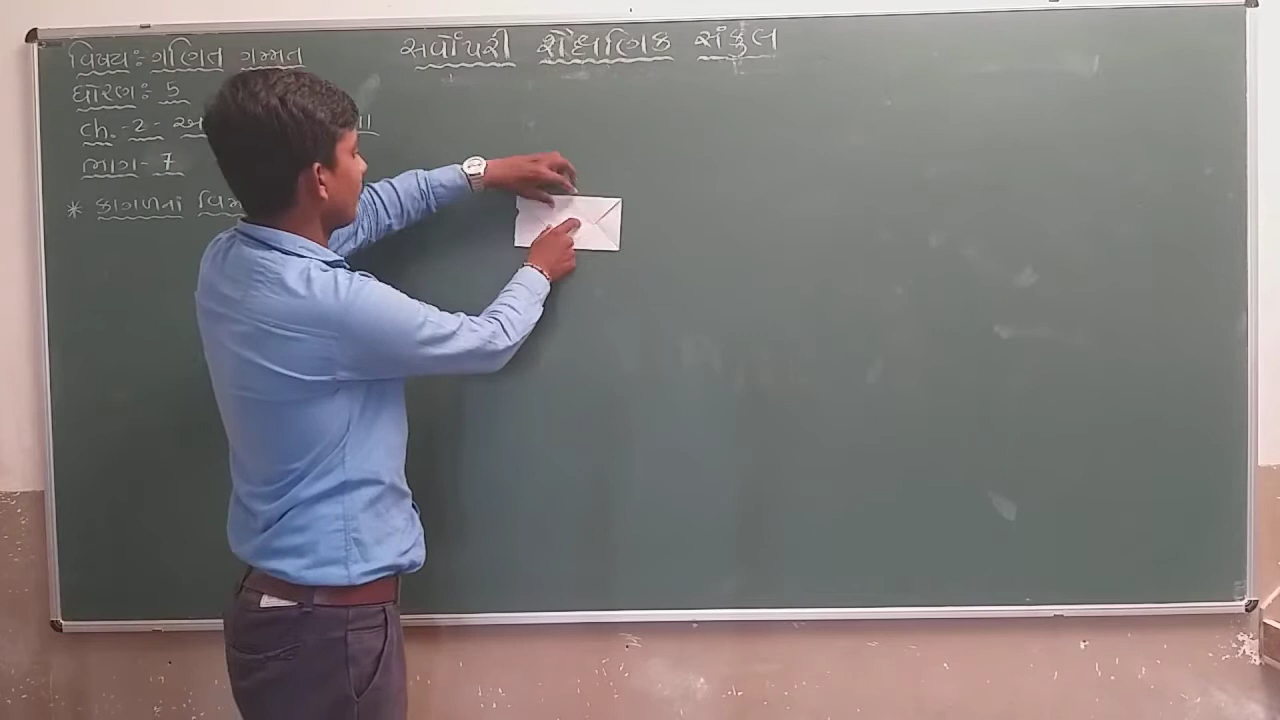 સર્વોપરી શૈક્ષણિક સંકુલ
વિષય: ગણિત ગમ્મત
ધોરણ: 5
ch. - 2 -
ભાગ - 7
* કાગળનાં